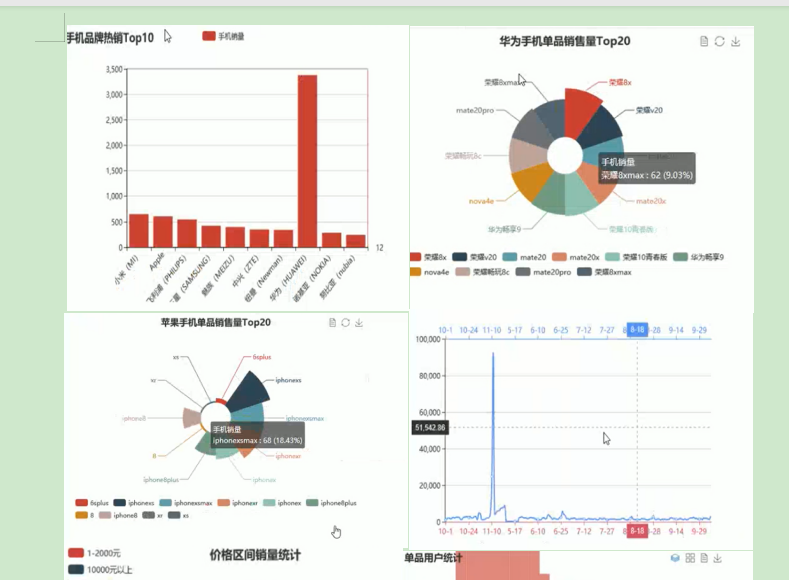 手机品牌热销Top10
手机销量
3,500
3,000
2,500
2,000
1,500
1,000
500
0
12
小米 (MI)
Apple
飞利浦 (PHILIPS)
星 (SAMSUNG)
魅族 (MEIZU)
中兴 (ZTE)
纽曼 (Newman)
华为 (HUAWEI)
诺基亚 (NOKIA)
努比亚 (nubia)
华为手机单品销售量Top20
荣耀8xmax
荣耀8x
mate20pro
荣耀v20
荣耀畅玩8c
手机销量
荣耀8xmax : 62 (9.03%)
nova4e
mate20x
华为畅享9
荣耀10青春版
荣耀8x 荣耀v20 mate20 mate20x 荣耀10青春版 华为畅享9
nova4e 荣耀畅玩8c mate20pro 荣耀8xmax
苹果手机单品销售量Top20
xs
6splus
xr
iphonexs
iphone8
iphonexsmax
手机销量
iphonexsmax : 68 (18.43%)
8
iphonexr
iphone8plus
iphonex
6splus iphonexs iphonexsmax iphonexr iphonex iphone8plus
8 iphone8 xr xs
10-1 10-24 11-10 5-17 6-10 6-25 7-12 7-27 8-18 8-28 9-14 9-29
100,000
80,000
60,000
51,542.86
40,000
20,000
0
10-1 10-24 11-10 5-17 6-10 6-25 7-12 7-27 8-18 8-28 9-14 9-29
1-2000元
10000元以上
价格区间销量统计
单品用户统计